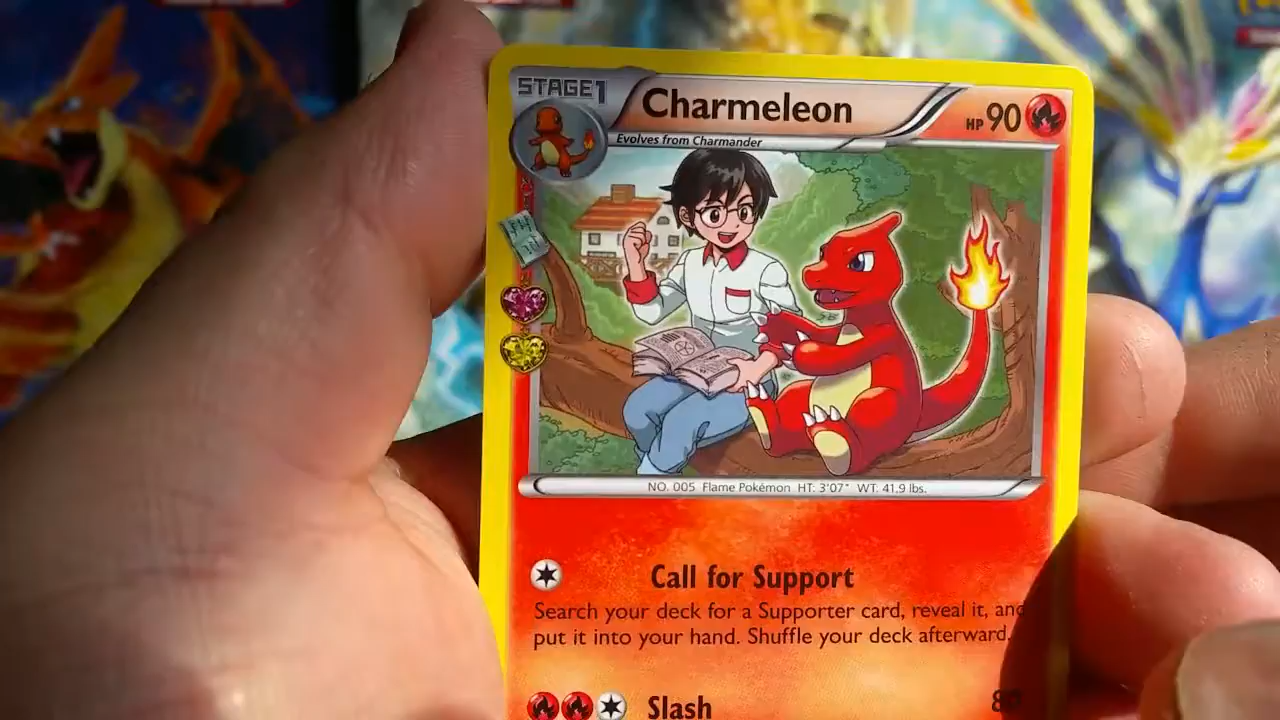 STAGE1
Charmeleon
HP 90
Evolves from Charmander
NO. 005 Flame Pokémon HT: 3'07" WT: 41.9 lbs.
Call for Support
Search your deck for a Supporter card, reveal it, and
put it into your hand. Shuffle your deck afterward.
Slash